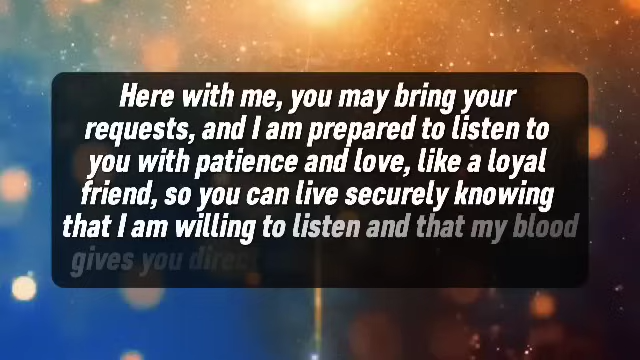 Here with me, you may bring your
requests, and I am prepared to listen to
you with patience and love, like a loyal
friend, so you can live securely knowing
that I am willing to listen and that my blood
gives you